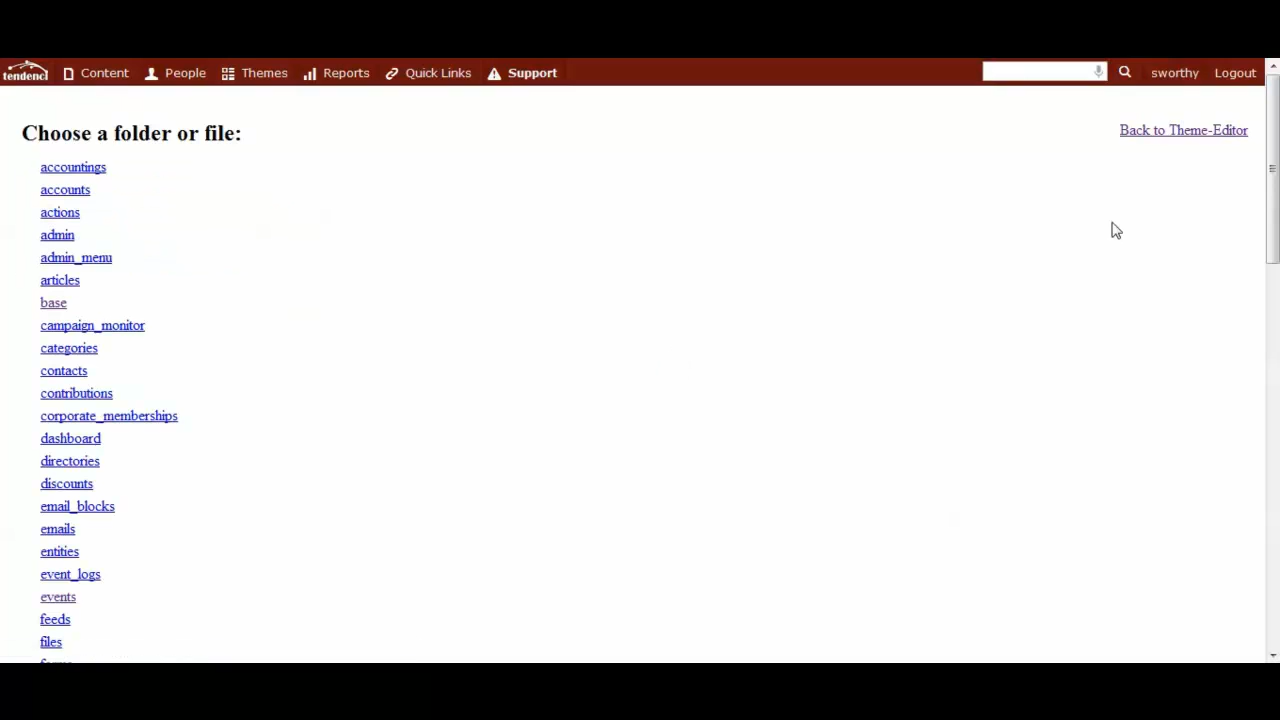 tendenci Content People Themes Reports Quick Links Support sworthy Logout
Choose a folder or file:
Back to Theme-Editor
accountings
accounts
actions
admin
admin_menu
articles
base
campaign_monitor
categories
contacts
contributions
corporate_memberships
dashboard
directories
discounts
email_blocks
emails
entities
event_logs
events
feeds
files